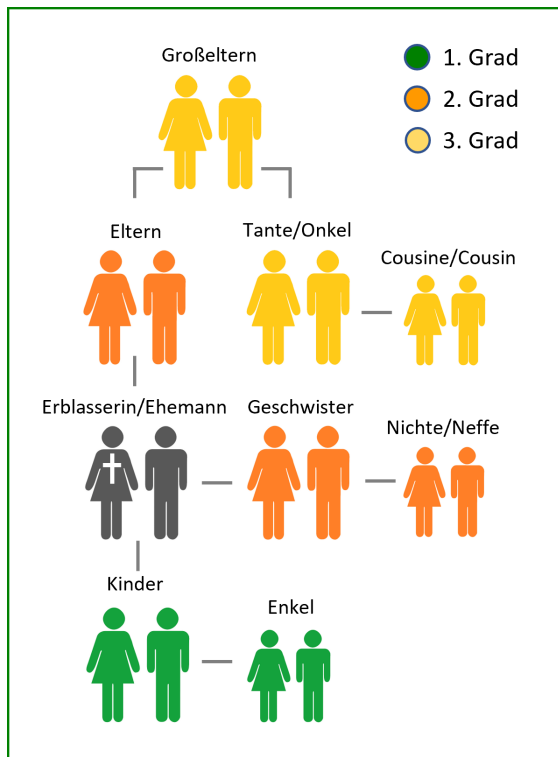 Großeltern
1. Grad
2. Grad
3. Grad
Eltern
Tante/Onkel
Cousine/Cousin
Erblasserin/Ehemann
Geschwister
Nichte/Neffe
Kinder
Enkel